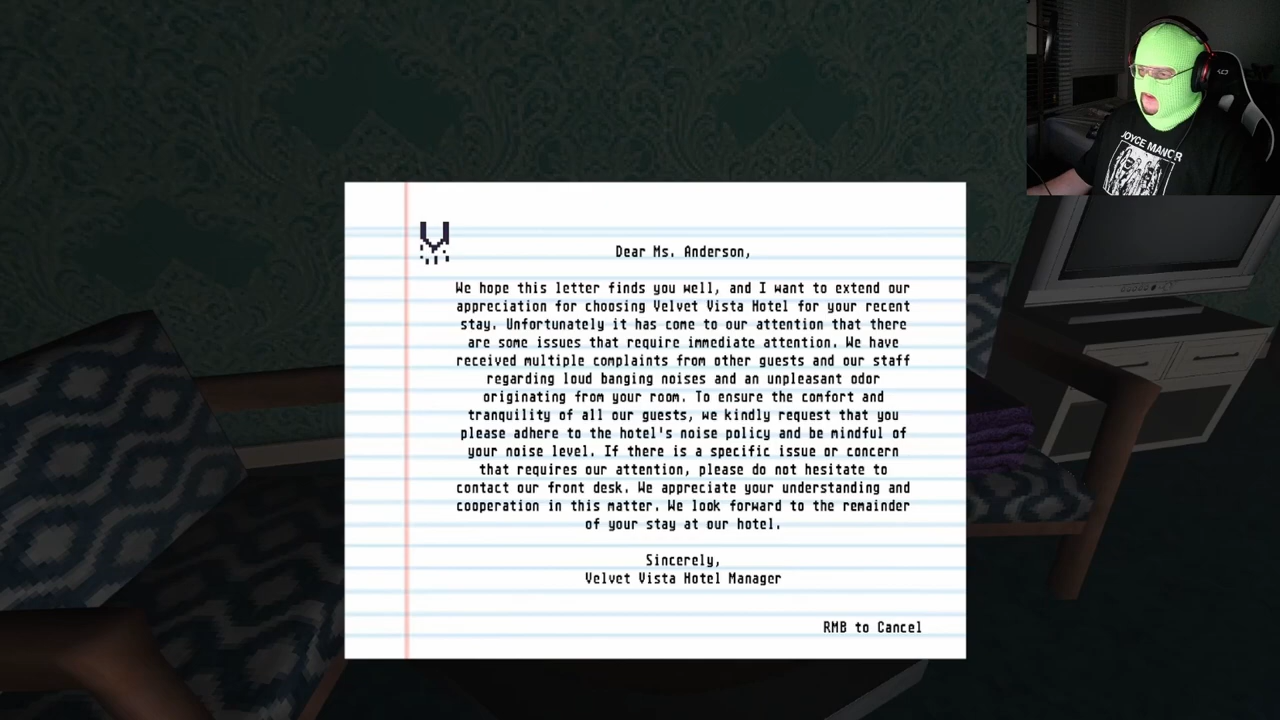 JOYCE MANOR
Dear Ms. Anderson,
We hope this letter finds you well, and I want to extend our
appreciation for choosing Velvet Vista Hotel for your recent
stay. Unfortunately it has come to our attention that there
are some issues that require immediate attention. We have
received multiple complaints from other guests and our staff
regarding loud banging noises and an unpleasant odor
originating from your room. To ensure the comfort and
tranquility of all our guests, we kindly request that you
please adhere to the hotel's noise policy and be mindful of
your noise level. If there is a specific issue or concern
that requires our attention, please do not hesitate to
contact our front desk. We appreciate your understanding and
cooperation in this matter. We look forward to the remainder
of your stay at our hotel.
Sincerely,
Velvet Vista Hotel Manager
RMB to Cancel